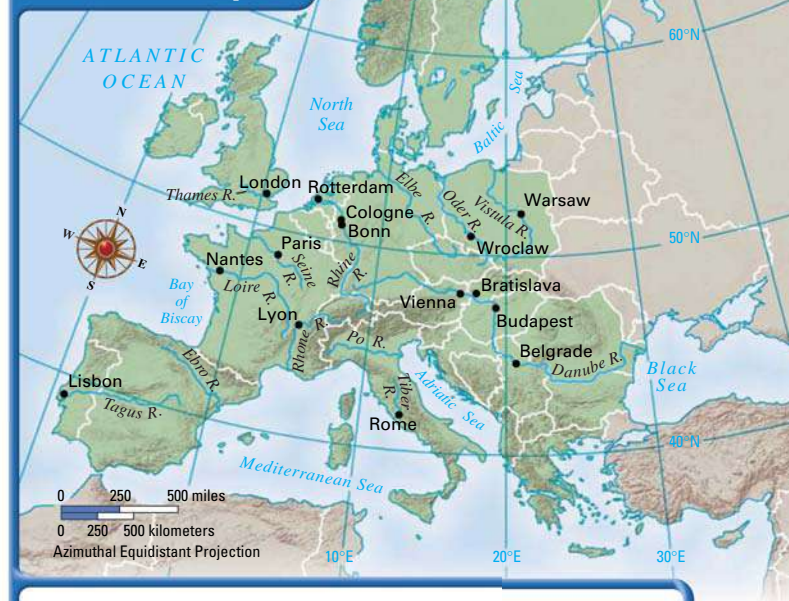 60°N
ATLANTIC
OCEAN
North
Sea
Baltic Sea
Thames R.
London
Rotterdam
Elbe R.
Oder R.
Vistula R.
Warsaw
Cologne
Bonn
Wroclaw
50°N
N
W
E
S
Paris
Seine R.
Rhine R.
Nantes
Loire R.
Bay
of
Biscay
Vienna
Bratislava
Budapest
Lyon
Rhone R.
Po R.
Belgrade
Danube R.
Black
Sea
Ebro R.
Lisbon
Tagus R.
Tiber R.
Adriatic Sea
Rome
40°N
Mediterranean Sea
0 250 500 miles
0 250 500 kilometers
Azimuthal Equidistant Projection
10°E
20°E
30°E